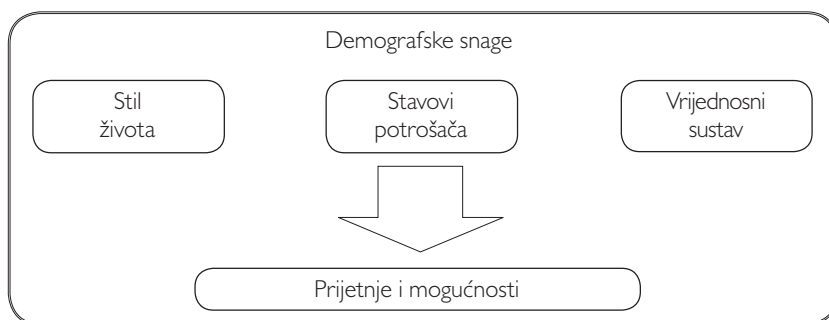 Demografske snage
Stil
života
Stavovi
potrošača
Vrijednosni
sustav
Prijetnje i mogućnosti